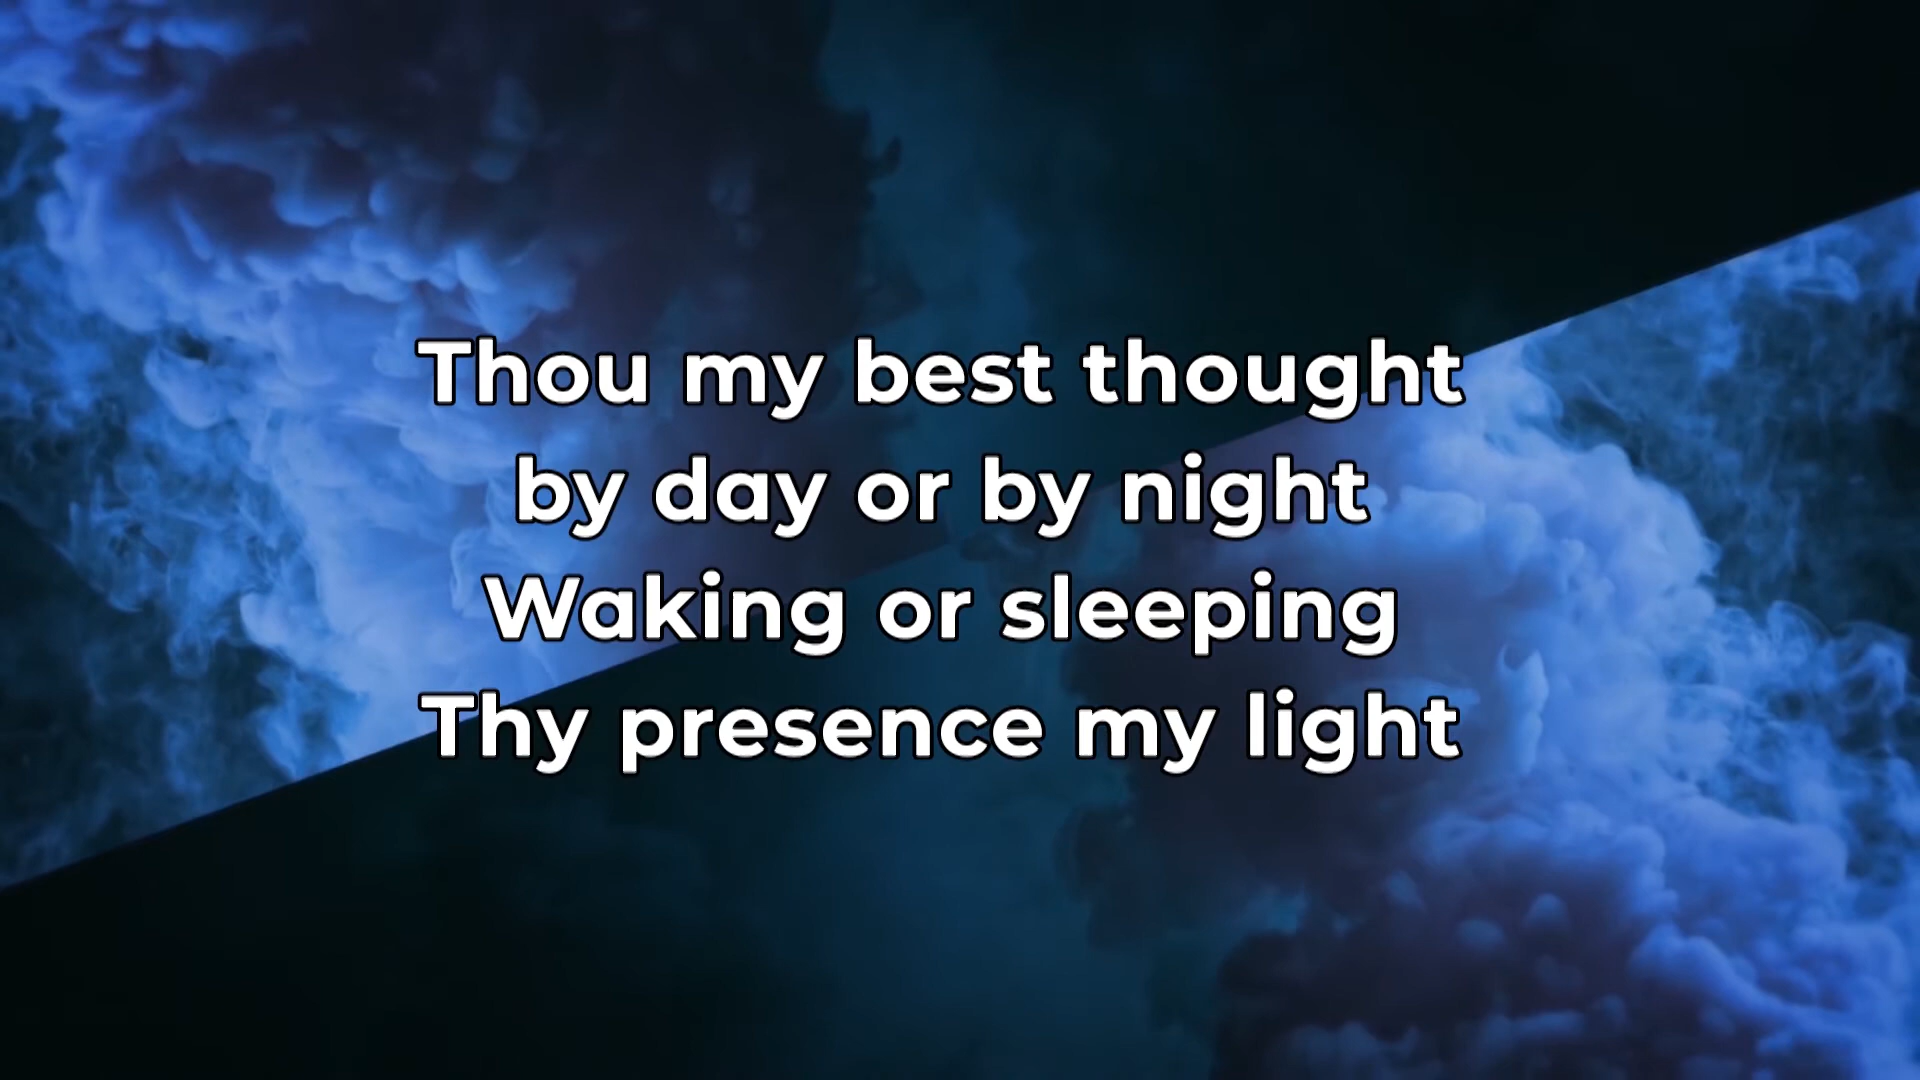 Thou my best thought
by day or by night
Waking or sleeping
Thy presence my light